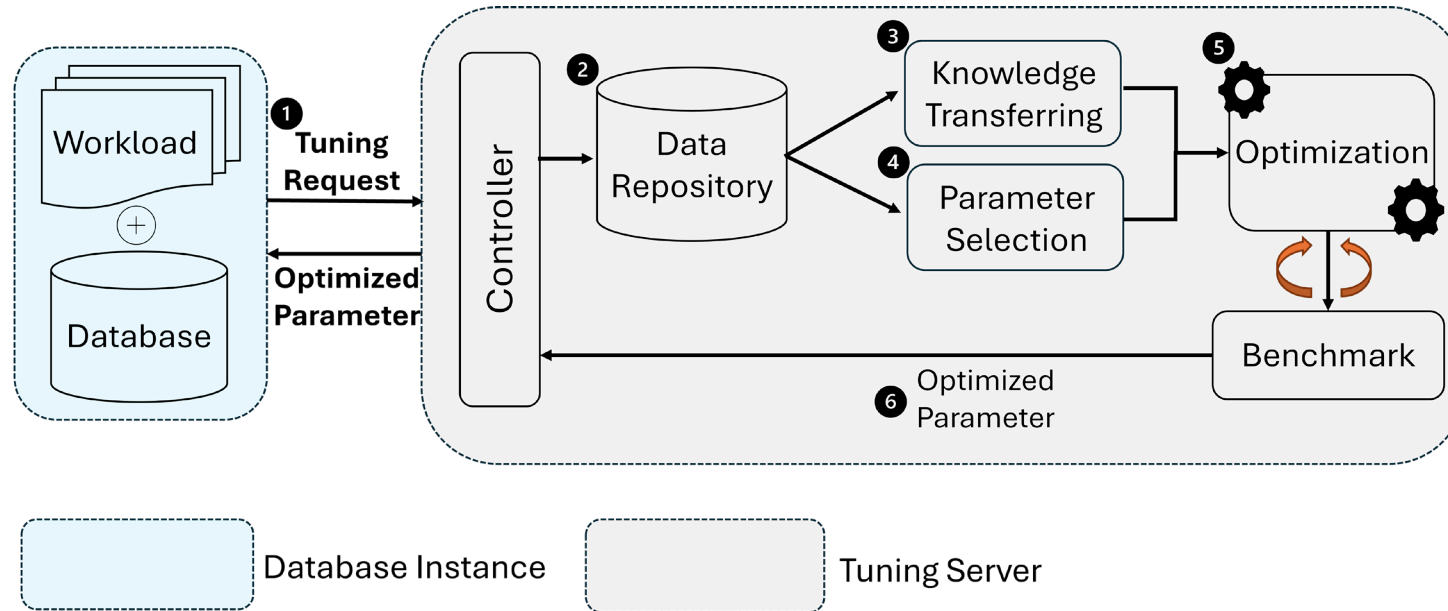 Workload
+
Database
1
Tuning
Request
Optimized
Parameter
Controller
2
Data
Repository
3
Knowledge
Transferring
4
Parameter
Selection
5
Optimization
Benchmark
6
Optimized
Parameter
Database Instance
Tuning Server